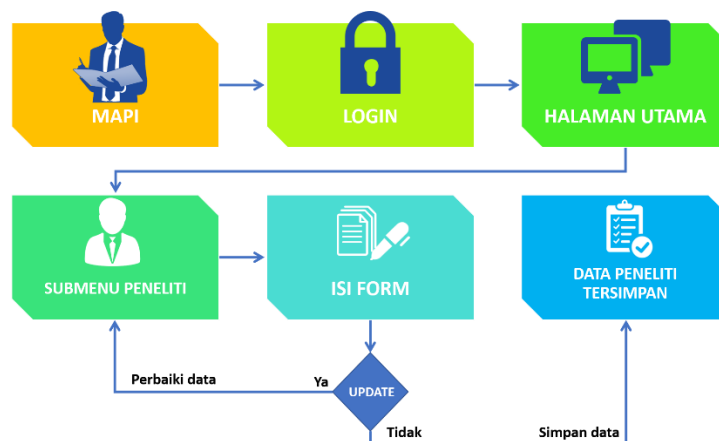 MAPI
LOGIN
HALAMAN UTAMA
SUBMENU PENELITI
ISI FORM
DATA PENELITI
TERSIMPAN
Perbaiki data
Ya
UPDATE
Tidak
Simpan data